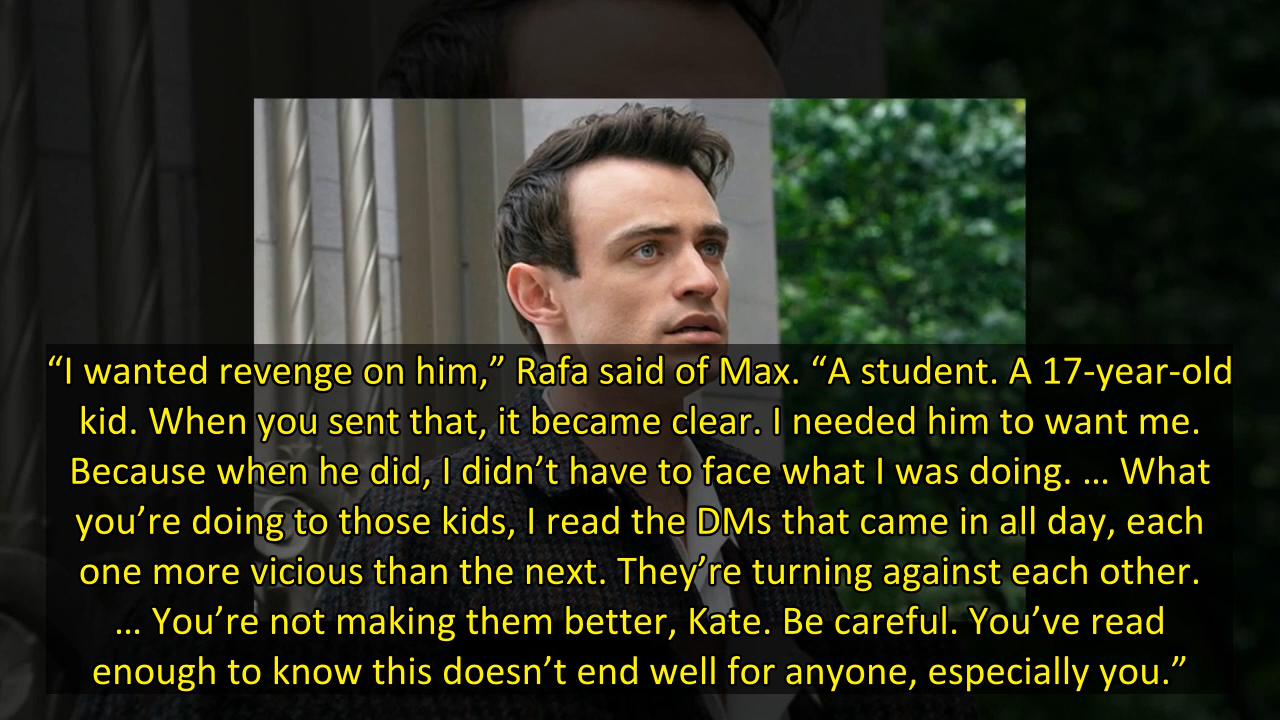 “I wanted revenge on him,” Rafa said of Max. “A student. A 17-year-old
kid. When you sent that, it became clear. I needed him to want me.
Because when he did, I didn’t have to face what I was doing. ... What
you’re doing to those kids, I read the DMs that came in all day, each
one more vicious than the next. They’re turning against each other.
... You’re not making them better, Kate. Be careful. You’ve read
enough to know this doesn’t end well for anyone, especially you.”